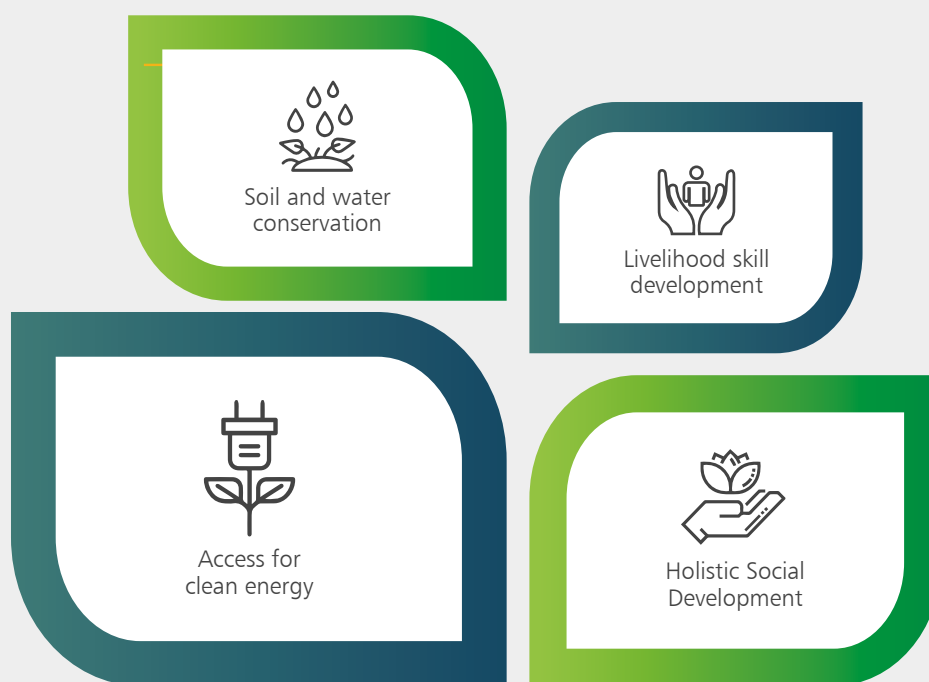 Soil and water
conservation
Livelihood skill
development
Access for
clean energy
Holistic Social
Development